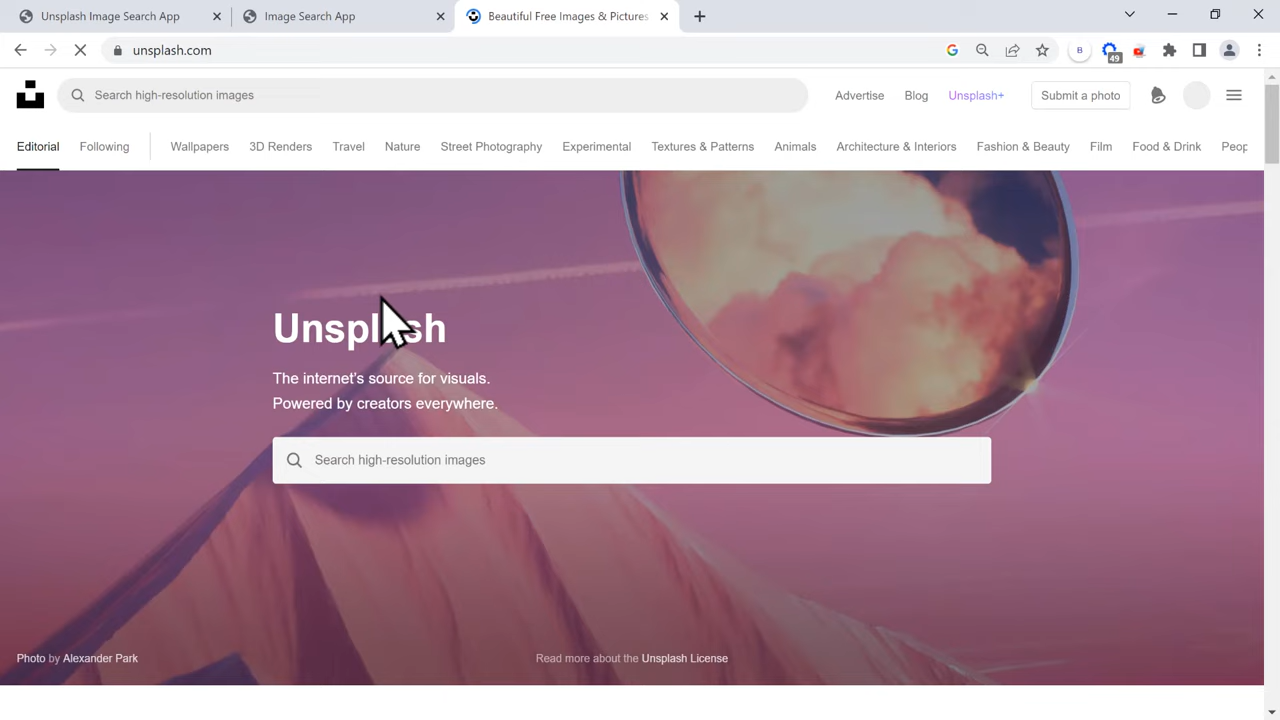 Unsplash Image Search App
Image Search App
Beautiful Free Images & Pictures
unsplash.com
B
49
Search high-resolution images
Advertise
Blog
Unsplash+
Submit a photo
Editorial
Following
Wallpapers
3D Renders
Travel
Nature
Street Photography
Experimental
Textures & Patterns
Animals
Architecture & Interiors
Fashion & Beauty
Film
Food & Drink
Peop
Unsplash
The internet's source for visuals.
Powered by creators everywhere.
Search high-resolution images
Photo by Alexander Park
Read more about the Unsplash License